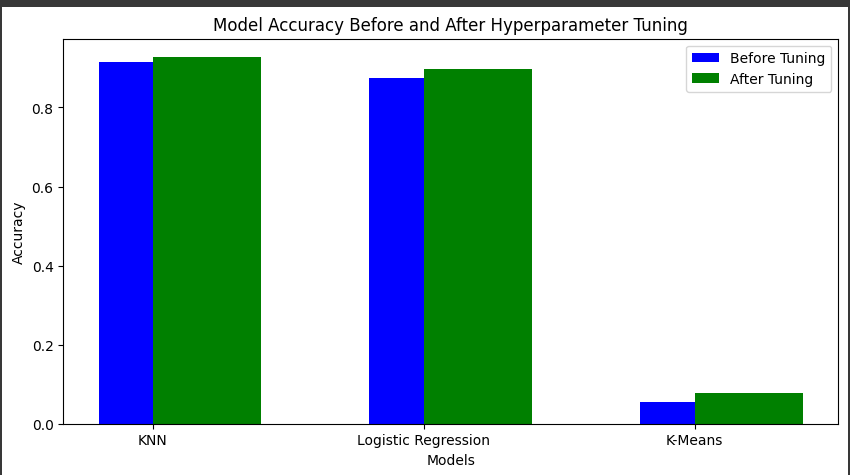 Model Accuracy Before and After Hyperparameter Tuning
Before Tuning
After Tuning
Accuracy
0.8
0.6
0.4
0.2
0.0
KNN
Logistic Regression
K-Means
Models